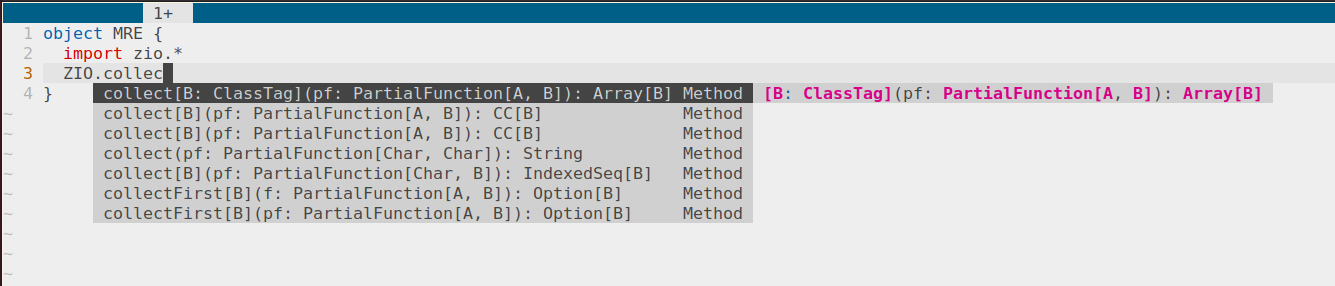 1+
1 object MRE {
2   import zio.*
3   ZIO.collec
4 }    collect[B: ClassTag](pf: PartialFunction[A, B]): Array[B] Method  [B: ClassTag](pf: PartialFunction[A, B]): Array[B]
~ collect[B](pf: PartialFunction[A, B]): CC[B] Method
~ collect[B](pf: PartialFunction[A, B]): CC[B] Method
~ collect(pf: PartialFunction[Char, Char]): String Method
~ collect[B](pf: PartialFunction[Char, B]): IndexedSeq[B] Method
~ collectFirst[B](f: PartialFunction[A, B]): Option[B] Method
~ collectFirst[B](pf: PartialFunction[A, B]): Option[B] Method
~
~
~